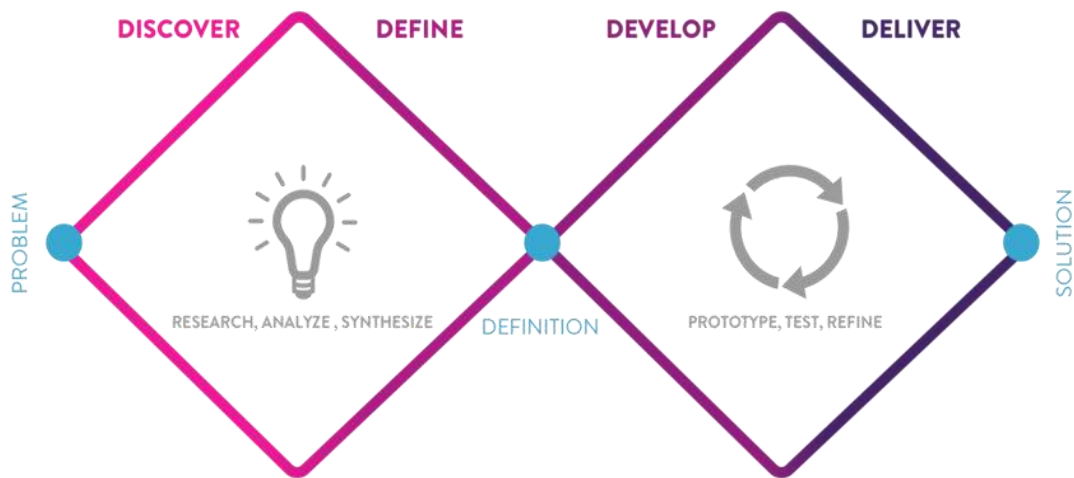 DISCOVER
DEFINE
DEVELOP
DELIVER
PROBLEM
SOLUTION
RESEARCH, ANALYZE , SYNTHESIZE
DEFINITION
PROTOTYPE, TEST, REFINE